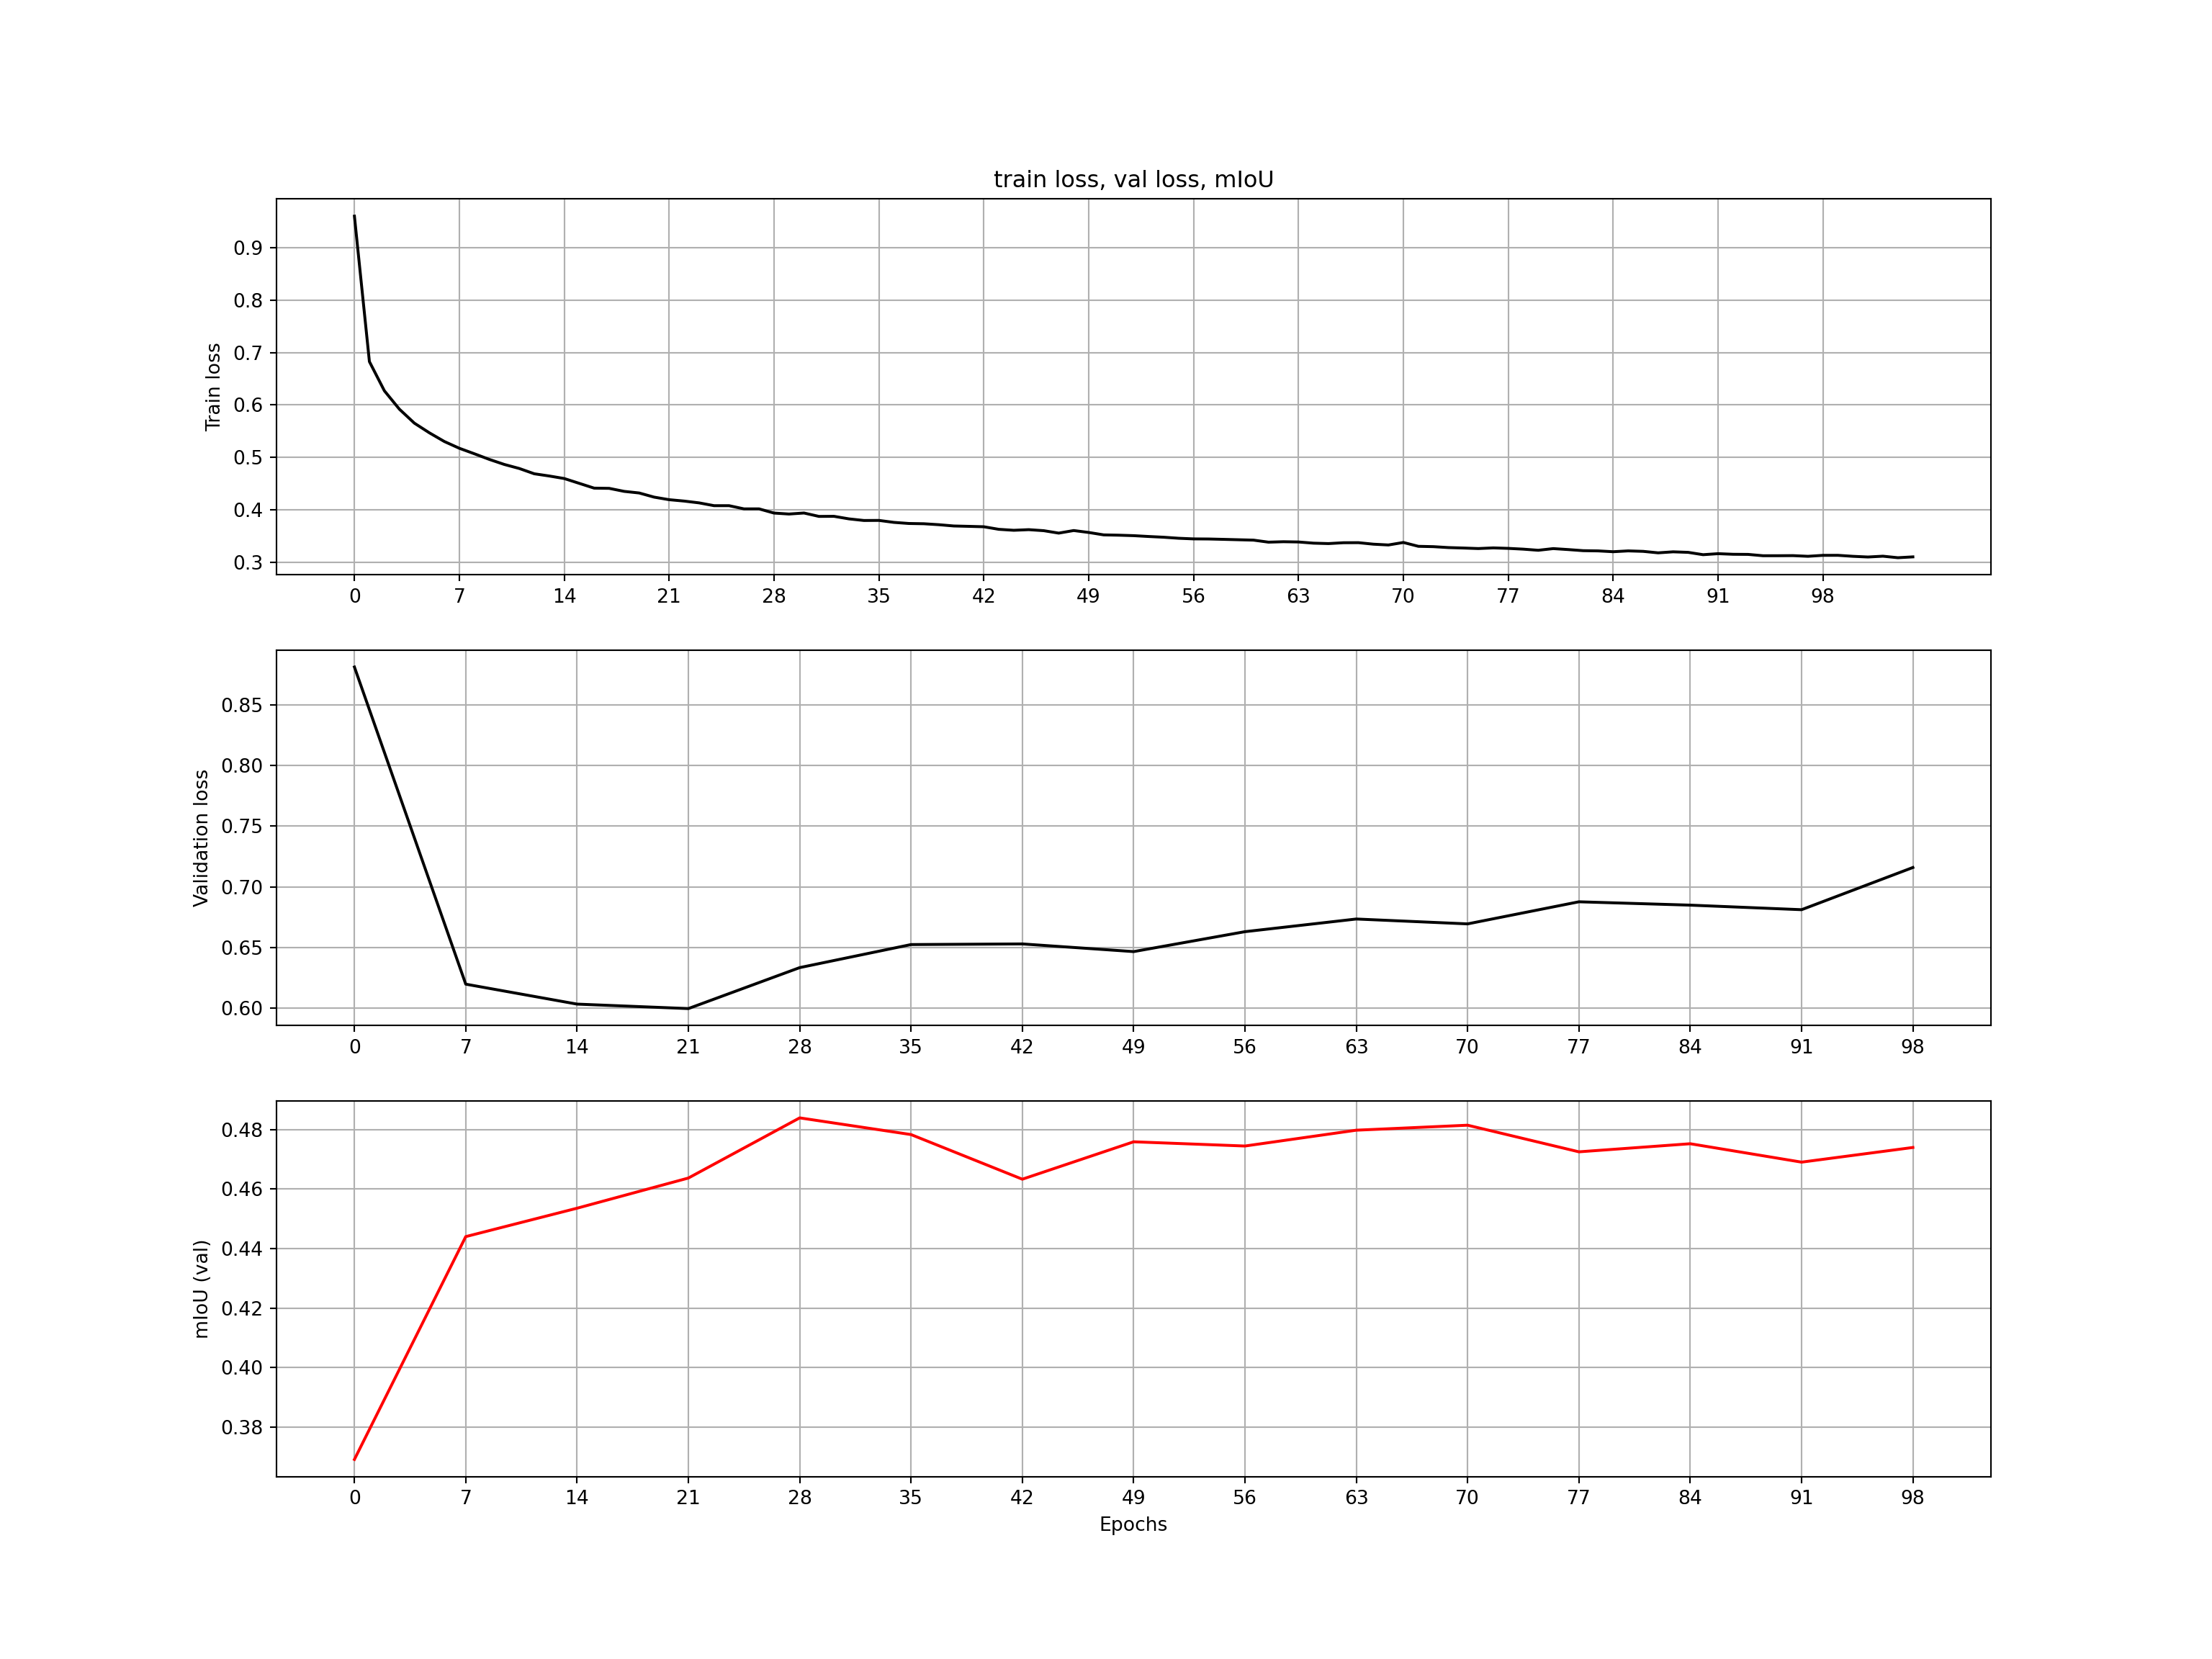 train loss, val loss, mIoU
Train loss
0.9
0.8
0.7
0.6
0.5
0.4
0.3
0 7 14 21 28 35 42 49 56 63 70 77 84 91 98
Validation loss
0.85
0.80
0.75
0.70
0.65
0.60
0 7 14 21 28 35 42 49 56 63 70 77 84 91 98
mIoU (val)
0.48
0.46
0.44
0.42
0.40
0.38
0 7 14 21 28 35 42 49 56 63 70 77 84 91 98
Epochs